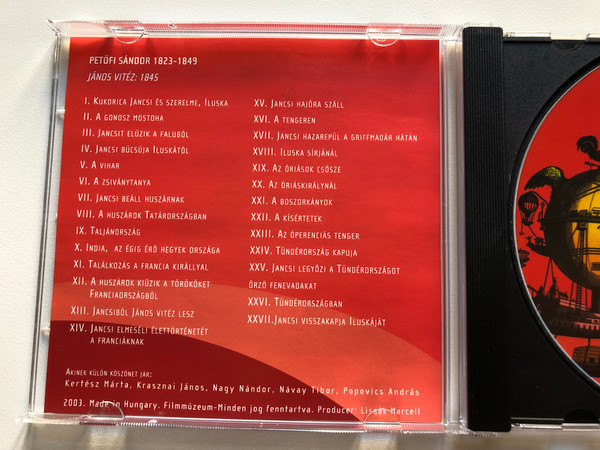 PETŐFI SÁNDOR 1823-1849
JÁNOS VITÉZ: 1845
I. KUKORICA JANCSI ÉS SZERELME, ILUSKA
II. A GONOSZ MOSTOHA
III. JANCSIT ELŰZIK A FALUBÓL
IV. JANCSI BÚCSÚJA ILUSKÁTÓL
V. A VIHAR
VI. A ZSIVÁNYTANYA
VII. JANCSI BEÁLL HUSZÁRNAK
VIII. A HUSZÁROK TATÁRORSZÁGBAN
IX. TALJÁNORSZÁG
X. INDIA, AZ ÉGIG ÉRŐ HEGYEK ORSZÁGA
XI. TALÁLKOZÁS A FRANCIA KIRÁLLYAL
XII. A HUSZÁROK KIŰZIK A TÖRÖKÖKET
FRANCIAORSZÁGBÓL
XIII. JANCSIBÓL JÁNOS VITÉZ LESZ
XIV. JANCSI ELMESÉLI ÉLETTÖRTÉNETÉT
A FRANCIÁKNAK
XV. JANCSI HAJÓRA SZÁLL
XVI. A TENGEREN
XVII. JANCSI HAZAREPÜL A GRIFFMADÁR HÁTÁN
XVIII. ILUSKA SÍRJÁNÁL
XIX. AZ ÓRIÁSOK CSŐSZE
XX. AZ ÓRIÁSKIRÁLYNÁL
XXI. A BOSZORKÁNYOK
XXII. A KÍSÉRTETEK
XXIII. AZ ÓPERENCIÁS TENGER
XXIV. TÜNDÉRORSZÁG KAPUJA
XXV. JANCSI LEGYŐZI A TÜNDÉRORSZÁGOT
ŐRZŐ FENEVADAKAT
XXVI. TÜNDÉRORSZÁGBAN
XXVII.JANCSI VISSZAKAPJA ILUSKÁJÁT
AKINEK KÜLÖN KÖSZÖNET JÁR:
Kertész Márta, Krasznai János, Nagy Nándor, Návay Tibor, Popovics András
2003. Made in Hungary. Filmmúzeum-Minden jog fenntartva. Producer: Lissák Marcell